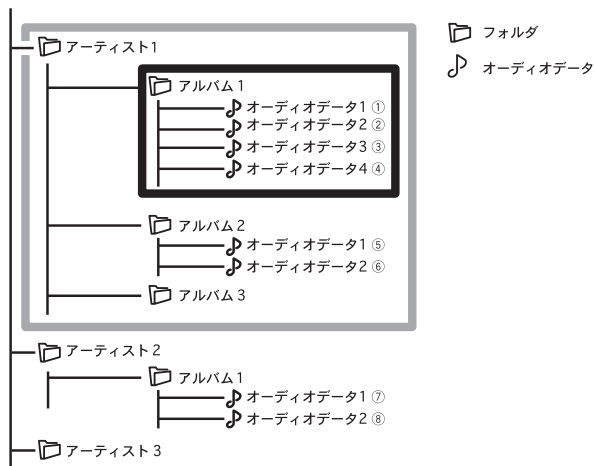 アーティスト1
アルバム 1
オーディオデータ1 ①
オーディオデータ2 ②
オーディオデータ3 ③
オーディオデータ4 ④
アルバム 2
オーディオデータ1 ⑤
オーディオデータ2 ⑥
アルバム 3
アーティスト 2
アルバム1
オーディオデータ1 ⑦
オーディオデータ2 ⑧
アーティスト 3
フォルダ
オーディオデータ